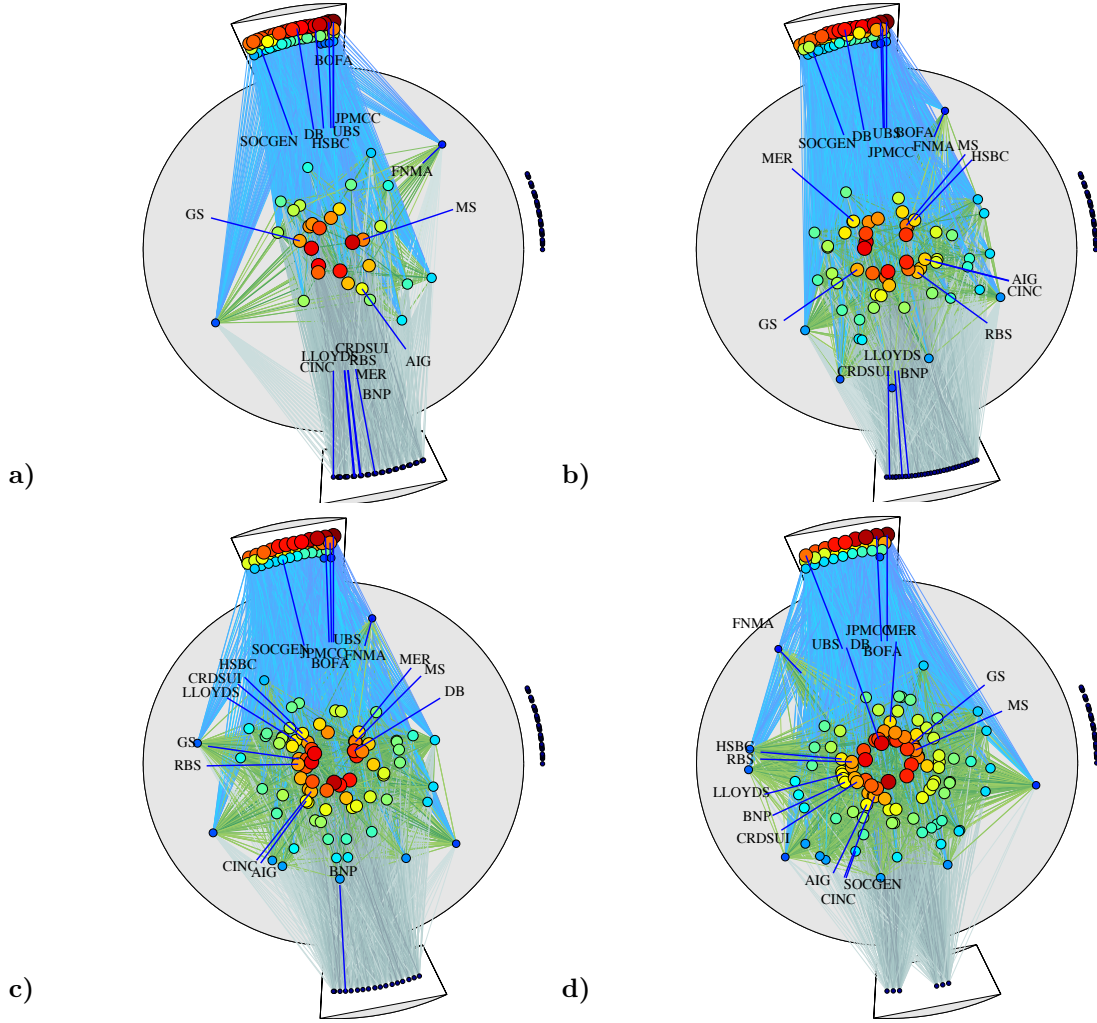 BOFA
JPMCC
UBS
DB
HSBC
SOCGEN
FNMA
GS
MS
CRDSUI
LLOYDS
RBS
CINC
MER
AIG
BNP
a)
SOCGEN
DB
UBS
BOFA
JPMCC
FNMA
MS
HSBC
MER
AIG
CINC
GS
RBS
LLOYDS
CRDSUI
BNP
b)
UBS
SOCGEN
JPMCC
FNMA
BOFA
HSBC
MER
CRDSUI
MS
LLOYDS
DB
GS
RBS
CINC
AIG
BNP
c)
FNMA
JPMCC
MER
UBS
DB
BOFA
GS
MS
HSBC
RBS
LLOYDS
BNP
CRDSUI
AIG
SOCGEN
CINC
d)